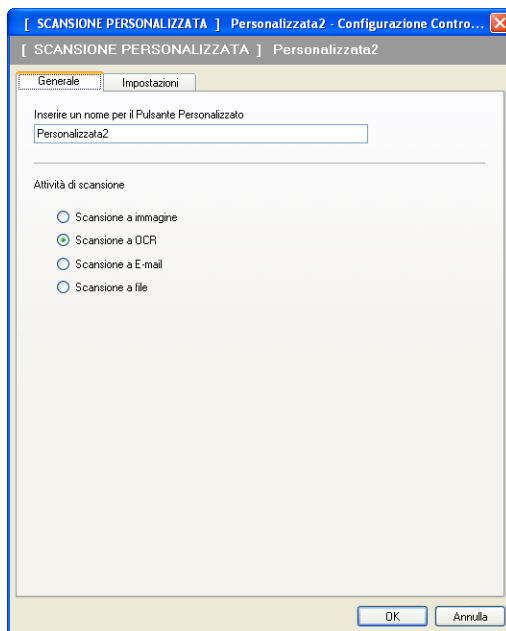 [ SCANSIONE PERSONALIZZATA ] Personalizzata2 - Configurazione Contro...
[ SCANSIONE PERSONALIZZATA ] Personalizzata2
Generale Impostazioni
Inserire un nome per il Pulsante Personalizzato
Personalizzata2
Attività di scansione
Scansione a immagine
Scansione a OCR
Scansione a E-mail
Scansione a file
OK Annulla